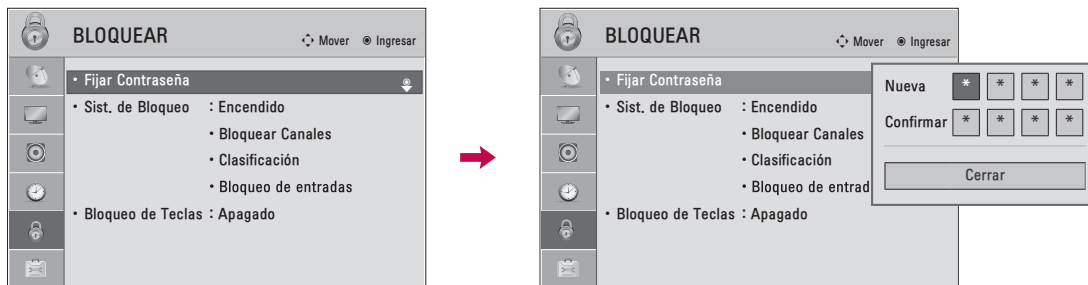 BLOQUEAR
Mover Ingresar
• Fijar Contraseña
• Sist. de Bloqueo : Encendido
• Bloquear Canales
• Clasificación
• Bloqueo de entradas
• Bloqueo de Teclas : Apagado
BLOQUEAR
Mover Ingresar
• Fijar Contraseña
• Sist. de Bloqueo : Encendido
• Bloquear Canales
• Clasificación
• Bloqueo de entrad
• Bloqueo de Teclas : Apagado
Nueva * * * *
Confirmar * * * *
Cerrar